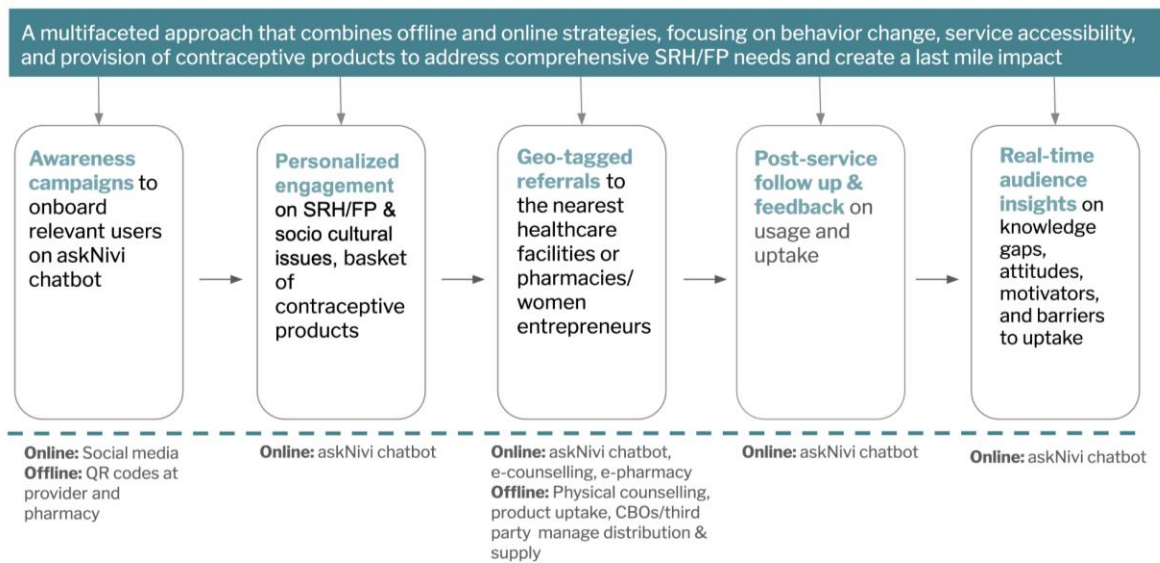 A multifaceted approach that combines offline and online strategies, focusing on behavior change, service accessibility,
and provision of contraceptive products to address comprehensive SRH/FP needs and create a last mile impact
Awareness
campaigns to
onboard
relevant users
on askNivi
chatbot
Personalized
engagement
on SRH/FP &
socio cultural
issues, basket
of
contraceptive
products
Geo-tagged
referrals to
the nearest
healthcare
facilities or
pharmacies/
women
entrepreneurs
Post-service
follow up &
feedback on
usage and
uptake
Real-time
audience
insights on
knowledge
gaps,
attitudes,
motivators,
and barriers
to uptake
Online: Social media
Offline: QR codes at
provider and
pharmacy
Online: askNivi chatbot
Online: askNivi chatbot,
e-counselling, e-pharmacy
Offline: Physical counselling,
product uptake, CBOs/third
party manage distribution &
supply
Online: askNivi chatbot
Online: askNivi chatbot